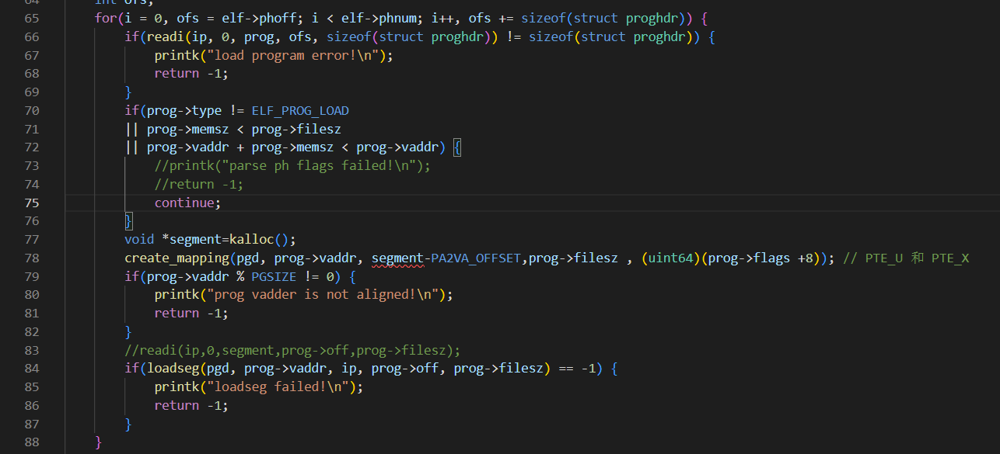 64 int ofs;
65 for(i = 0, ofs = elf->phoff; i < elf->phnum; i++, ofs += sizeof(struct proghdr)) {
66 if(readi(ip, 0, prog, ofs, sizeof(struct proghdr)) != sizeof(struct proghdr)) {
67 printk("load program error!\n");
68 return -1;
69 }
70 if(prog->type != ELF_PROG_LOAD
71 || prog->memsz < prog->filesz
72 || prog->vaddr + prog->memsz < prog->vaddr) {
73 //printk("parse ph flags failed!\n");
74 //return -1;
75 continue;
76 }
77 void *segment=kalloc();
78 create_mapping(pgd, prog->vaddr, segment-PA2VA_OFFSET,prog->filesz , (uint64)(prog->flags +8)); // PTE_U 和 PTE_X
79 if(prog->vaddr % PGSIZE != 0) {
80 printk("prog vadder is not aligned!\n");
81 return -1;
82 }
83 //readi(ip,0,segment,prog->off,prog->filesz);
84 if(loadseg(pgd, prog->vaddr, ip, prog->off, prog->filesz) == -1) {
85 printk("loadseg failed!\n");
86 return -1;
87 }
88 }